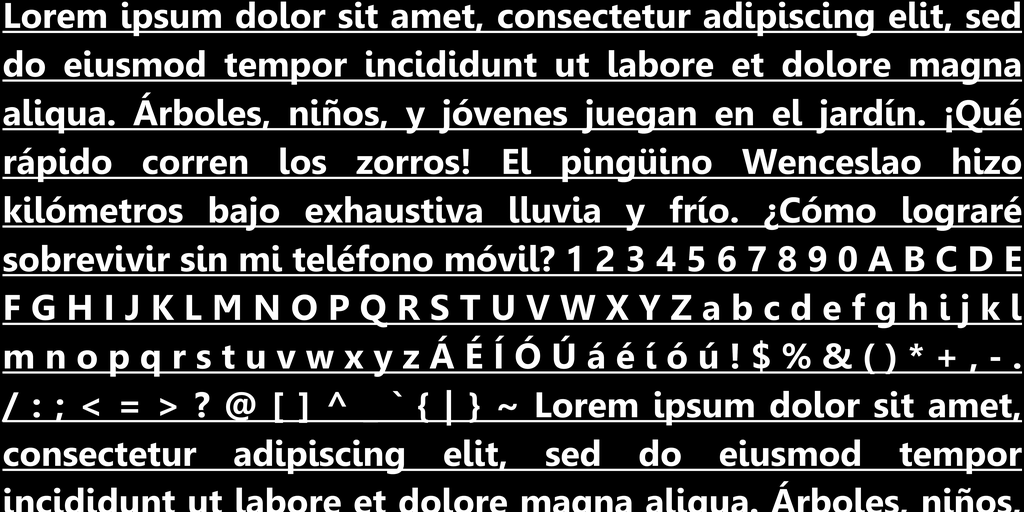 Lorem ipsum dolor sit amet, consectetur adipiscing elit, sed
do eiusmod tempor incididunt ut labore et dolore magna
aliqua. Árboles, niños, y jóvenes juegan en el jardín. ¡Qué
rápido corren los zorros! El pingüino Wenceslao hizo
kilómetros bajo exhaustiva lluvia y frío. ¿Cómo lograré
sobrevivir sin mi teléfono móvil? 1 2 3 4 5 6 7 8 9 0 A B C D E
F G H I J K L M N O P Q R S T U V W X Y Z a b c d e f g h i j k l
m n o p q r s t u v w x y z Á É Í Ó Ú á é í ó ú ! $ % & ( ) * + , - .
/ : ; < = > ? @ [ ] ^ _ ` { | } ~ Lorem ipsum dolor sit amet,
consectetur adipiscing elit, sed do eiusmod tempor
incididunt ut labore et dolore magna aliqua. Árboles, niños,